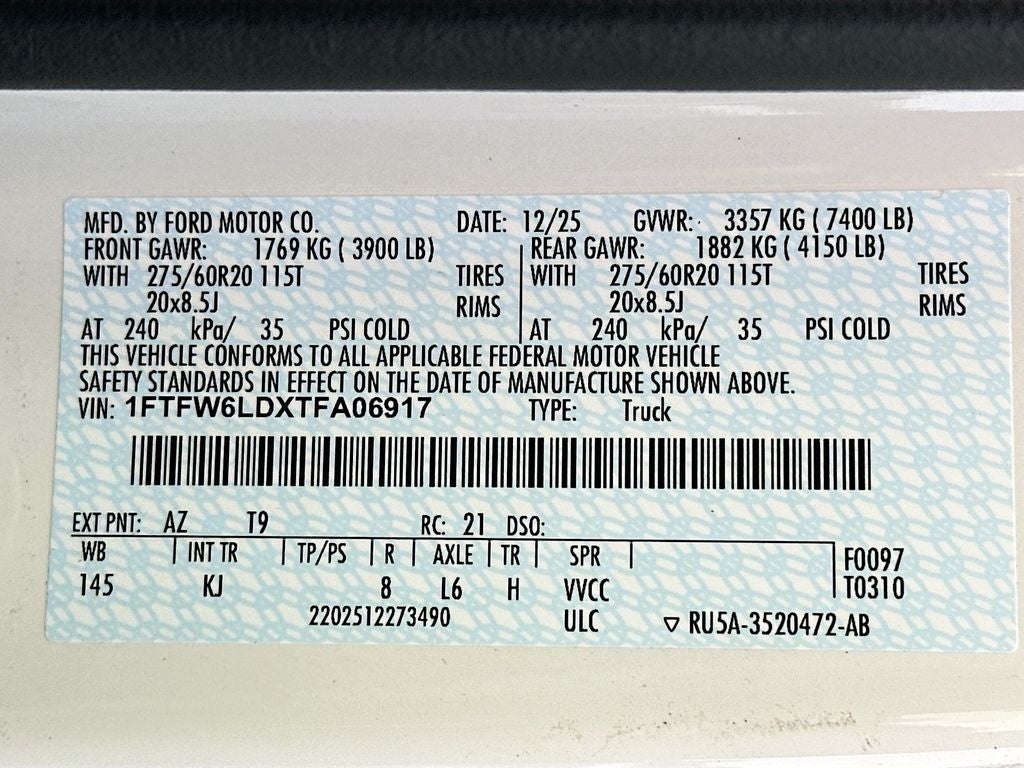 MFD. BY FORD MOTOR CO. DATE: 12/25 GVWR: 3357 KG ( 7400 LB)
FRONT GAWR: 1769 KG ( 3900 LB) REAR GAWR: 1882 KG ( 4150 LB)
WITH 275/60R20 115T TIRES WITH 275/60R20 115T TIRES
20x8.5J RIMS 20x8.5J RIMS
AT 240 kPa/ 35 PSI COLD AT 240 kPa/ 35 PSI COLD
THIS VEHICLE CONFORMS TO ALL APPLICABLE FEDERAL MOTOR VEHICLE
SAFETY STANDARDS IN EFFECT ON THE DATE OF MANUFACTURE SHOWN ABOVE.
VIN: 1FTFW6LDXTFA06917 TYPE: Truck
EXT PNT: AZ T9 RC: 21 DSO:
WB INT TR TP/PS R AXLE TR SPR F0097
145 KJ 8 L6 H VVCC T0310
2202512273490 ULC ▽ RU5A-3520472-AB